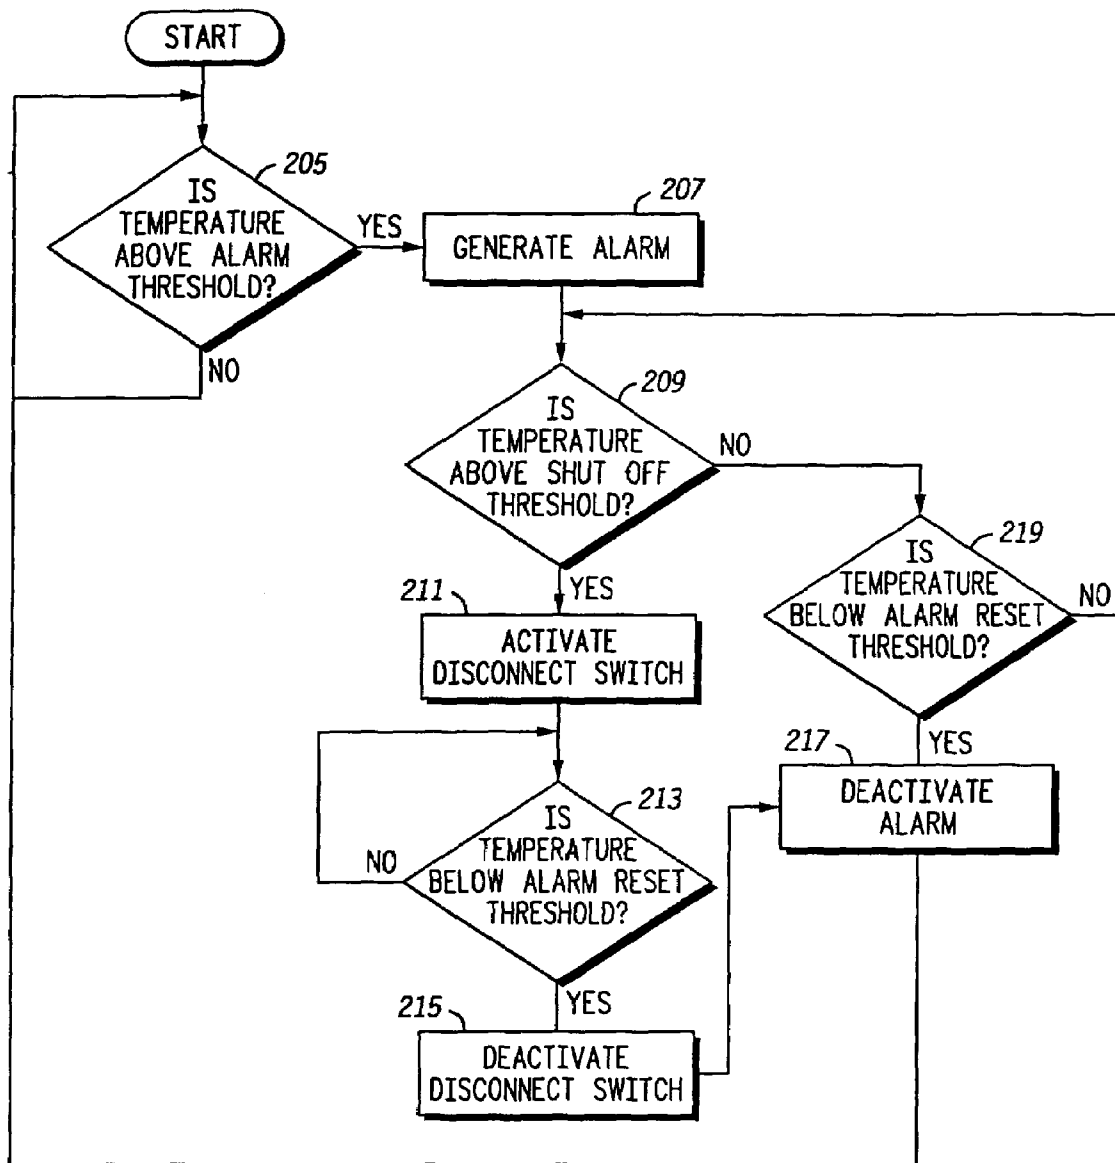 START
205
IS
TEMPERATURE
ABOVE ALARM
THRESHOLD?
YES
NO
207
GENERATE ALARM
209
IS
TEMPERATURE
ABOVE SHUT OFF
THRESHOLD?
NO
YES
219
IS
TEMPERATURE
BELOW ALARM RESET
THRESHOLD?
NO
YES
211
ACTIVATE
DISCONNECT SWITCH
213
IS
TEMPERATURE
BELOW ALARM RESET
THRESHOLD?
NO
YES
217
DEACTIVATE
ALARM
215
DEACTIVATE
DISCONNECT SWITCH